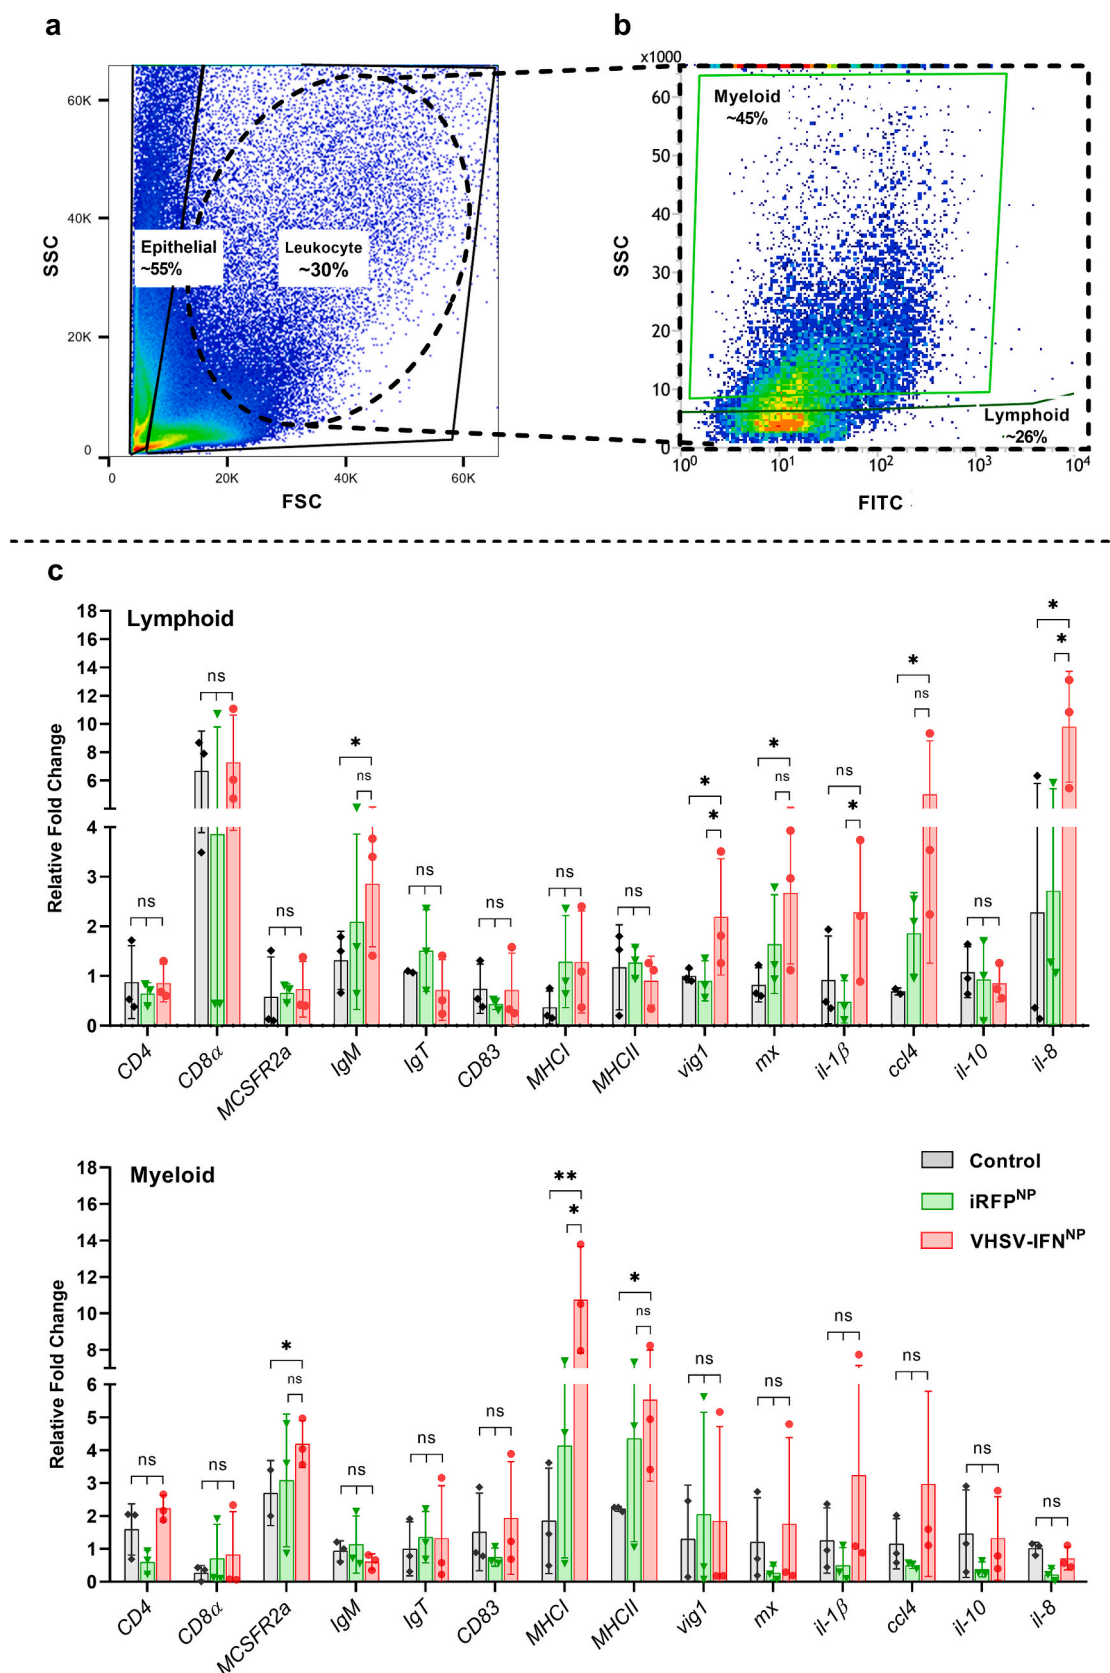 a
b
x1000
60K
40K
20K
0
SSC
Epithelial
~55%
Leukocyte
~30%
0
20K
40K
60K
FSC
60
50
40
30
20
10
0
SSC
Myeloid
~45%
Lymphoid
~26%
10⁰
10¹
10²
10³
10⁴
FITC
c
Lymphoid
Relative Fold Change
18
16
14
12
10
8
6
4
3
2
1
0
ns
ns
ns
*
ns
ns
ns
ns
ns
*
*
*
ns
ns
*
*
ns
ns
*
*
CD4
CD8α
MCSFR2a
IgM
IgT
CD83
MHCI
MHCII
vig1
mx
il-1β
ccl4
il-10
il-8
Myeloid
Relative Fold Change
18
16
14
12
10
8
6
5
4
3
2
1
0
ns
ns
*
ns
ns
ns
ns
**
*
*
ns
ns
ns
ns
ns
ns
ns
Control
iRFP^NP
VHSV-IFN^NP
CD4
CD8α
MCSFR2a
IgM
IgT
CD83
MHCI
MHCII
vig1
mx
il-1β
ccl4
il-10
il-8